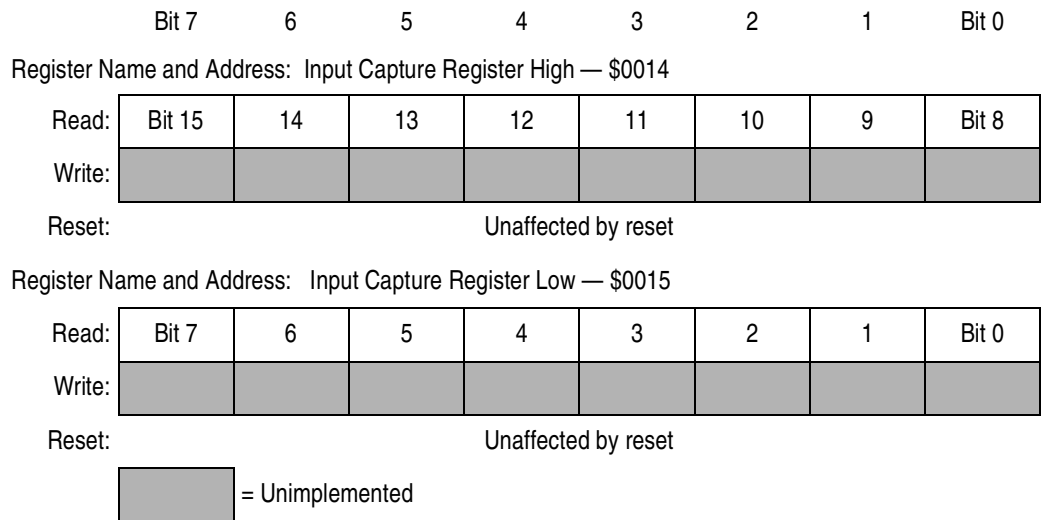 Bit 7 6 5 4 3 2 1 Bit 0
Register Name and Address: Input Capture Register High — $0014
Read: Bit 15 14 13 12 11 10 9 Bit 8
Write:
Reset: Unaffected by reset
Register Name and Address: Input Capture Register Low — $0015
Read: Bit 7 6 5 4 3 2 1 Bit 0
Write:
Reset: Unaffected by reset
= Unimplemented